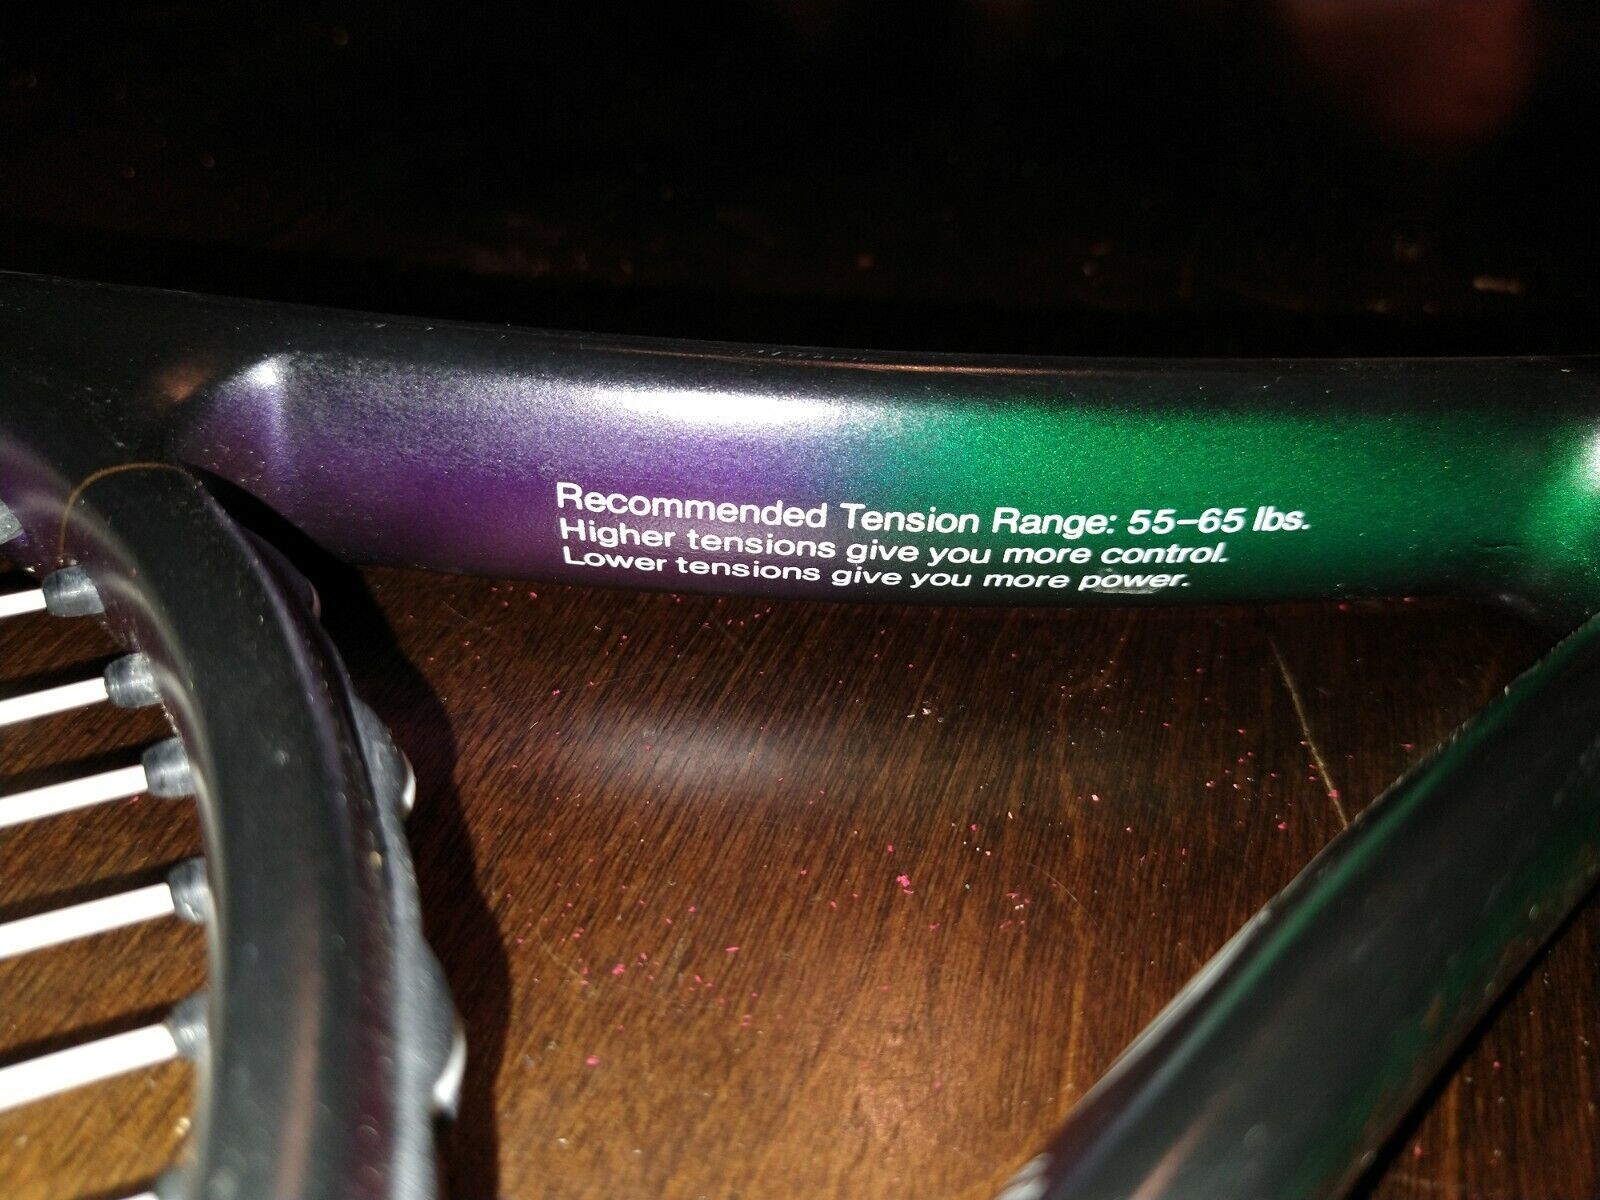 Recommended Tension Range: 55-65 lbs.
Higher tensions give you more control.
Lower tensions give you more power.